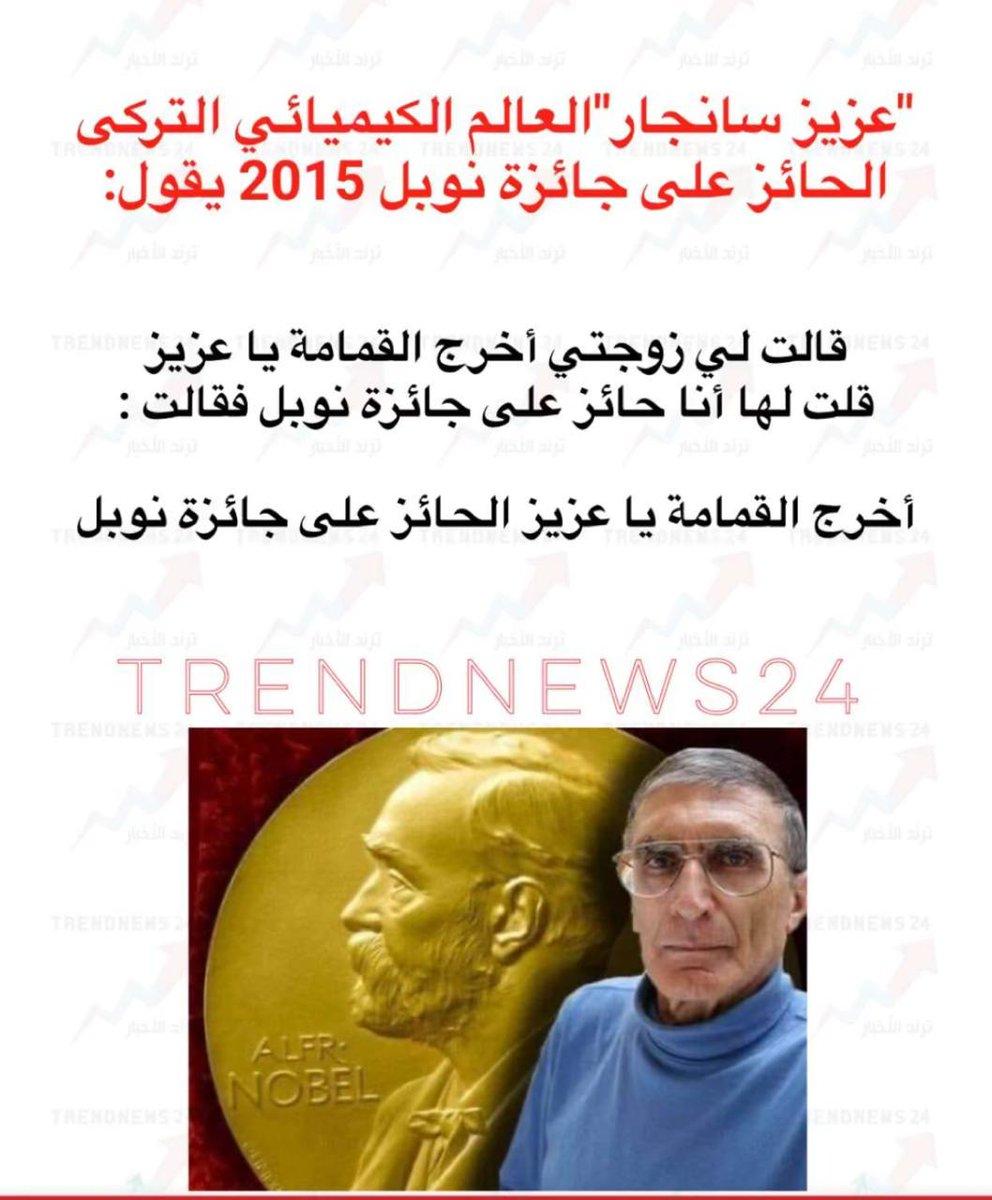 "عزيز سانجار"العالم الكيميائي التركى
الحائز على جائزة نوبل 2015 يقول:
قالت لي زوجتي أخرج القمامة يا عزيز
قلت لها أنا حائز على جائزة نوبل فقالت :
أخرج القمامة يا عزيز الحائز على جائزة نوبل
TRENDNEWS24
ALFR·
NOBEL